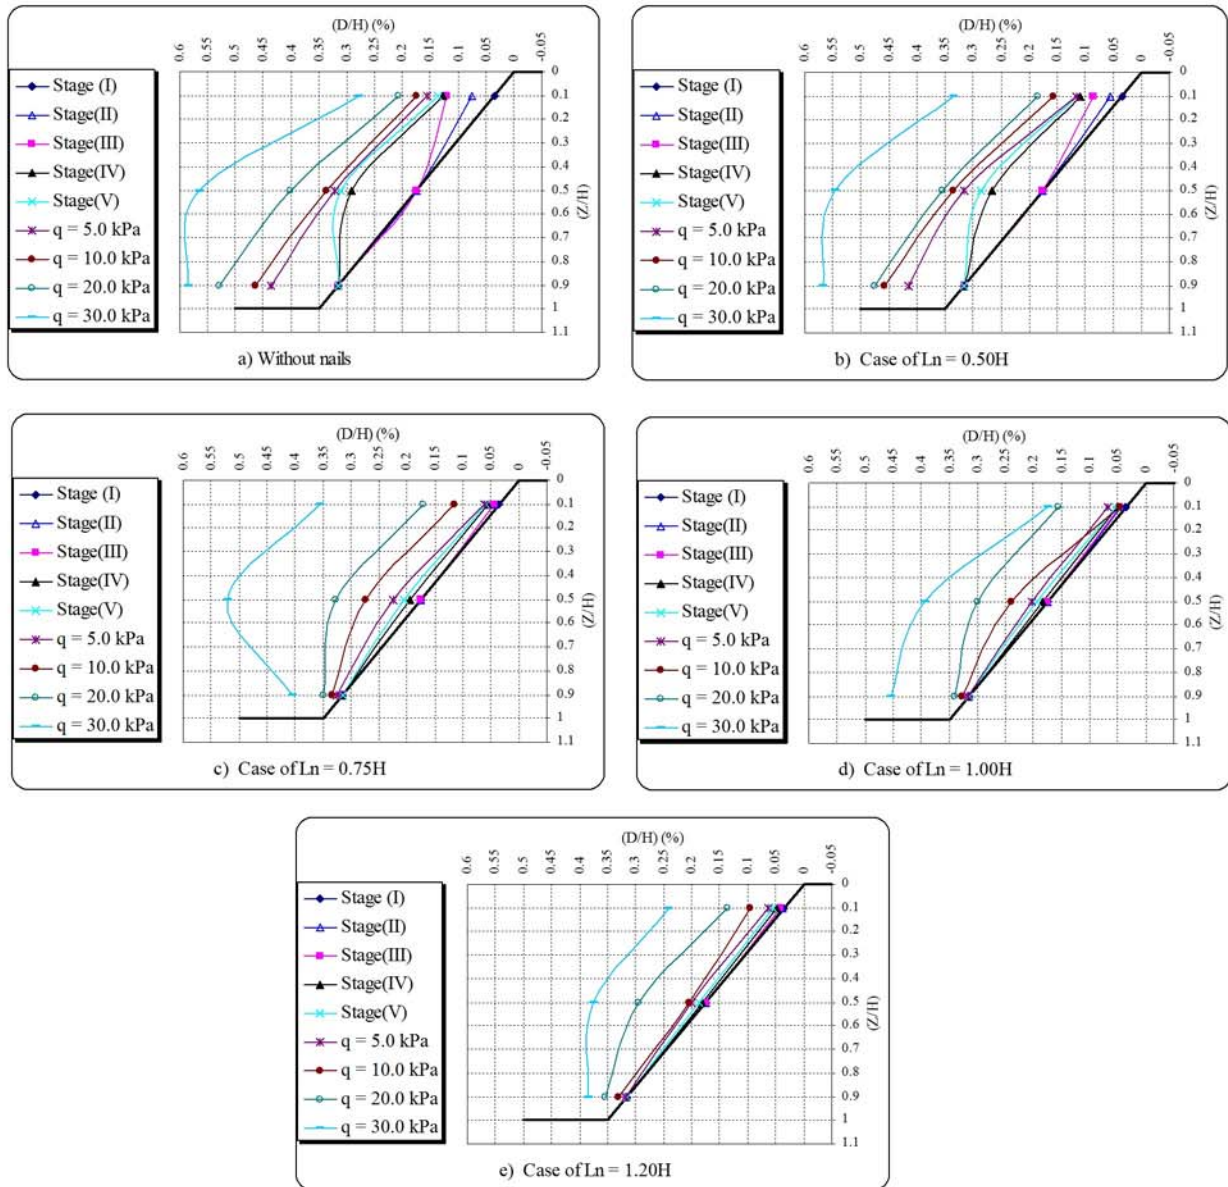 (D/H) (%)
0.6 0.55 0.5 0.45 0.4 0.35 0.3 0.25 0.2 0.15 0.1 0.05 0 -0.05
Stage (I)
Stage(II)
Stage(III)
Stage(IV)
Stage(V)
q = 5.0 kPa
q = 10.0 kPa
q = 20.0 kPa
q = 30.0 kPa
0
0.1
0.2
0.3
0.4
0.5
0.6
0.7
0.8
0.9
1
1.1
(Z/H)
a) Without nails
(D/H) (%)
0.6 0.55 0.5 0.45 0.4 0.35 0.3 0.25 0.2 0.15 0.1 0.05 0 -0.05
Stage (I)
Stage(II)
Stage(III)
Stage(IV)
Stage(V)
q = 5.0 kPa
q = 10.0 kPa
q = 20.0 kPa
q = 30.0 kPa
0
0.1
0.2
0.3
0.4
0.5
0.6
0.7
0.8
0.9
1
1.1
(Z/H)
b) Case of Ln = 0.50H
(D/H) (%)
0.6 0.55 0.5 0.45 0.4 0.35 0.3 0.25 0.2 0.15 0.1 0.05 0 -0.05
Stage (I)
Stage(II)
Stage(III)
Stage(IV)
Stage(V)
q = 5.0 kPa
q = 10.0 kPa
q = 20.0 kPa
q = 30.0 kPa
0
0.1
0.2
0.3
0.4
0.5
0.6
0.7
0.8
0.9
1
1.1
(Z/H)
c) Case of Ln = 0.75H
(D/H) (%)
0.6 0.55 0.5 0.45 0.4 0.35 0.3 0.25 0.2 0.15 0.1 0.05 0 -0.05
Stage (I)
Stage(II)
Stage(III)
Stage(IV)
Stage(V)
q = 5.0 kPa
q = 10.0 kPa
q = 20.0 kPa
q = 30.0 kPa
0
0.1
0.2
0.3
0.4
0.5
0.6
0.7
0.8
0.9
1
1.1
(Z/H)
d) Case of Ln = 1.00H
(D/H) (%)
0.6 0.55 0.5 0.45 0.4 0.35 0.3 0.25 0.2 0.15 0.1 0.05 0 -0.05
Stage (I)
Stage(II)
Stage(III)
Stage(IV)
Stage(V)
q = 5.0 kPa
q = 10.0 kPa
q = 20.0 kPa
q = 30.0 kPa
0
0.1
0.2
0.3
0.4
0.5
0.6
0.7
0.8
0.9
1
1.1
(Z/H)
e) Case of Ln = 1.20H